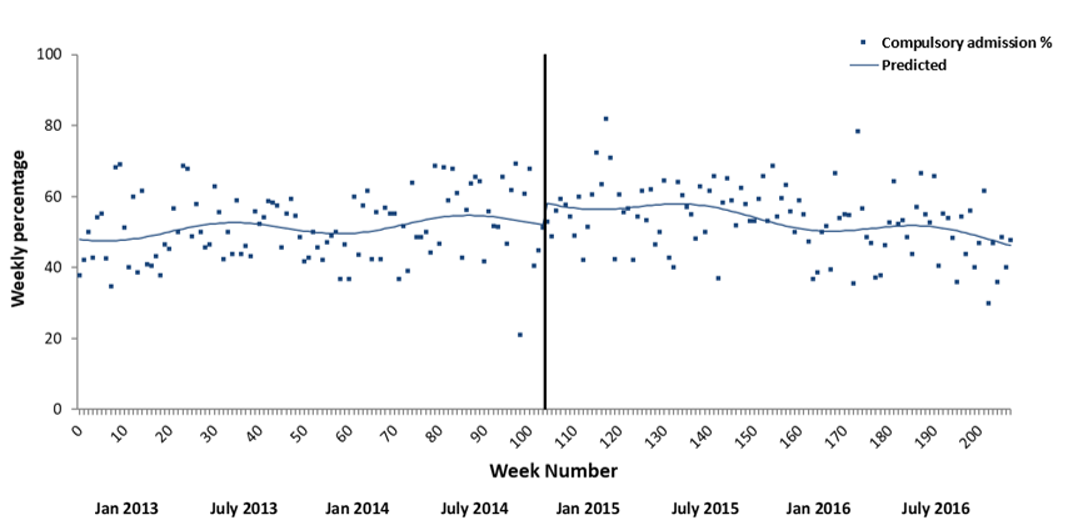 Compulsory admission %
Predicted
100
80
60
40
20
0
Weekly percentage
0 10 20 30 40 50 60 70 80 90 100 110 120 130 140 150 160 170 180 190 200
Week Number
Jan 2013 July 2013 Jan 2014 July 2014 Jan 2015 July 2015 Jan 2016 July 2016